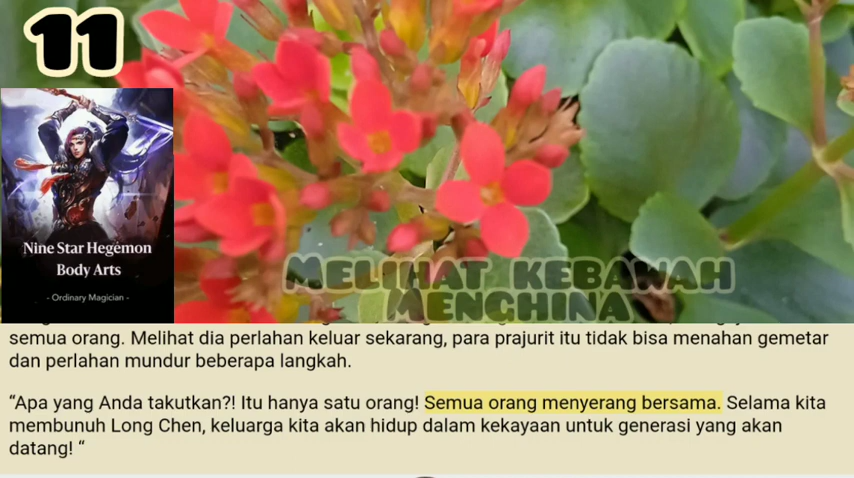 11
Nine Star Hegemon
Body Arts
- Ordinary Magician -
MELIHAT KEBAWAH
MENGHINA
semua orang. Melihat dia perlahan keluar sekarang, para prajurit itu tidak bisa menahan gemetar
dan perlahan mundur beberapa langkah.
“Apa yang Anda takutkan?! Itu hanya satu orang! Semua orang menyerang bersama. Selama kita
membunuh Long Chen, keluarga kita akan hidup dalam kekayaan untuk generasi yang akan
datang! “